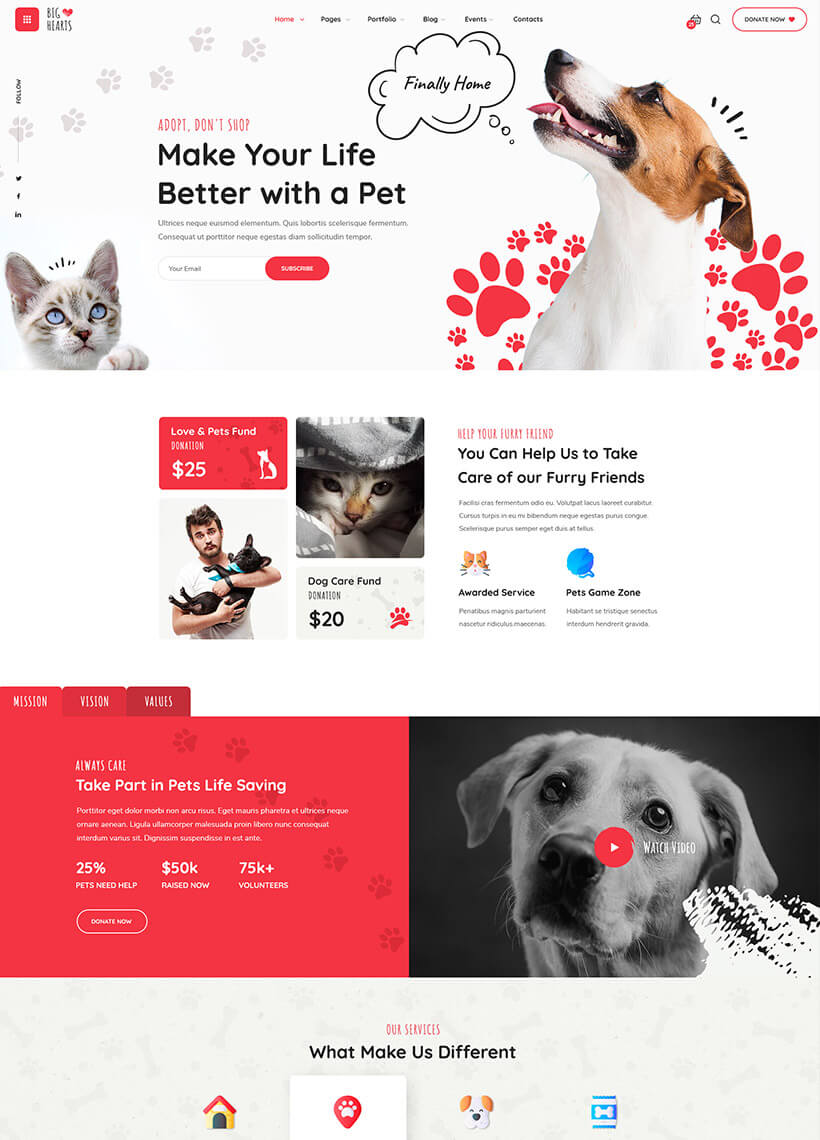 BIG
HEARTS
Home
Pages
Portfolio
Blog
Events
Contacts
25
DONATE NOW
FOLLOW
Finally Home
ADOPT, DON'T SHOP
Make Your Life
Better with a Pet
Ultrices neque euismod elementum. Quis lobortis scelerisque fermentum.
Consequat ut porttitor neque egestas diam sollicitudin tempor.
Your Email
SUBSCRIBE
Love & Pets Fund
DONATION
$25
Dog Care Fund
DONATION
$20
HELP YOUR FURRY FRIEND
You Can Help Us to Take
Care of our Furry Friends
Facilisi cras fermentum odio eu. Volutpat lacus laoreet curabitur.
Cursus turpis in eu mi bibendum neque egestas purus congue.
Scelerisque purus semper eget duis at tellus.
Awarded Service
Penatibus magnis parturient
nascetur ridiculus maecenas.
Pets Game Zone
Habitant se tristique senectus
interdum hendrerit gravida.
MISSION
VISION
VALUES
ALWAYS CARE
Take Part in Pets Life Saving
Porttitor eget dolor morbi non arcu risus. Eget mauris pharetra et ultrices neque
ornare aenean. Ligula ullamcorper malesuada proin libero nunc consequat
interdum varius sit. Dignissim suspendisse in est ante.
25%
PETS NEED HELP
$50k
RAISED NOW
75k+
VOLUNTEERS
DONATE NOW
WATCH VIDEO
OUR SERVICES
What Make Us Different